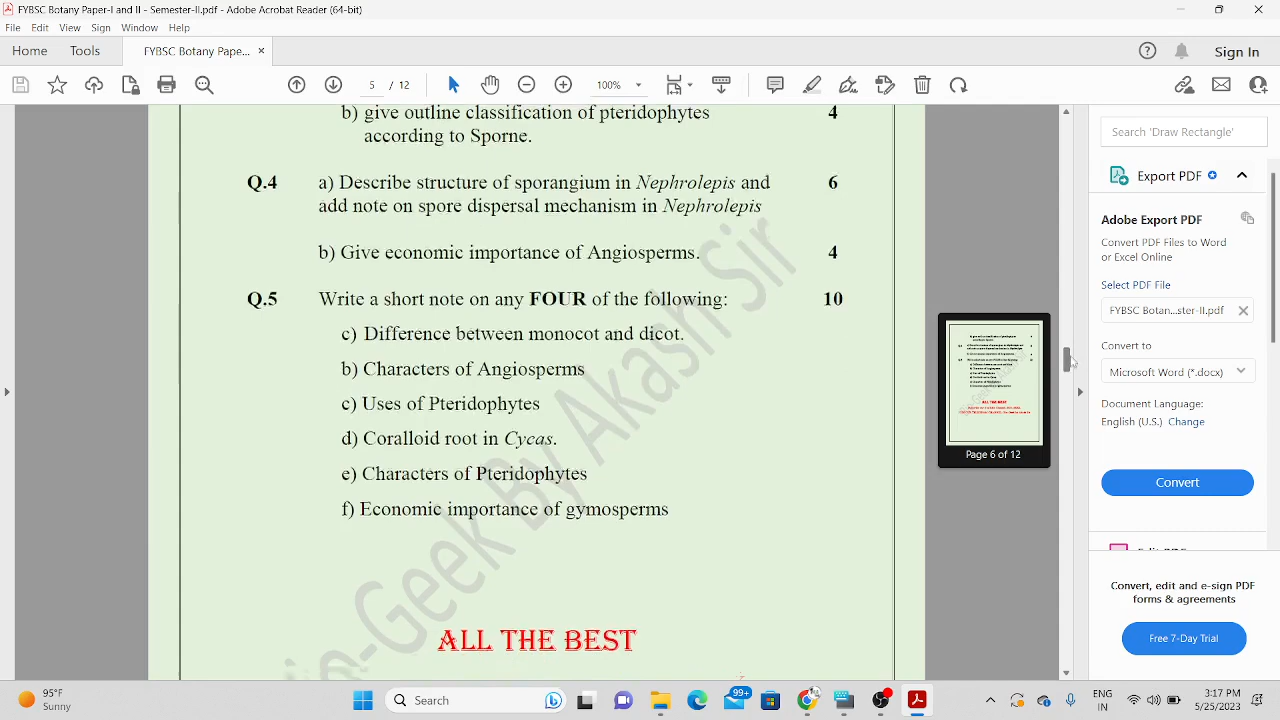 FYBSC Botany Paper-I and II - Semester-II.pdf - Adobe Acrobat Reader (64-bit)
File Edit View Sign Window Help
Home Tools FYBSC Botany Pape... × Sign In
5 / 12 100%
b) give outline classification of pteridophytes 4
according to Sporne.
Q.4 a) Describe structure of sporangium in Nephrolepis and 6
add note on spore dispersal mechanism in Nephrolepis
b) Give economic importance of Angiosperms. 4
Q.5 Write a short note on any FOUR of the following: 10
c) Difference between monocot and dicot.
b) Characters of Angiosperms
c) Uses of Pteridophytes
d) Coralloid root in Cycas.
e) Characters of Pteridophytes
f) Economic importance of gymosperms
ALL THE BEST
-Geek By Akash Sir
Page 6 of 12
Search 'Draw Rectangle'
Export PDF
Adobe Export PDF
Convert PDF Files to Word
or Excel Online
Select PDF File
FYBSC Botan...ster-II.pdf
Convert to
Microsoft Word (*.docx)
Document Language:
English (U.S.) Change
Convert
Convert, edit and e-sign PDF
forms & agreements
Free 7-Day Trial
95°F
Sunny
Search
99+
ENG
IN
3:17 PM
5/25/2023